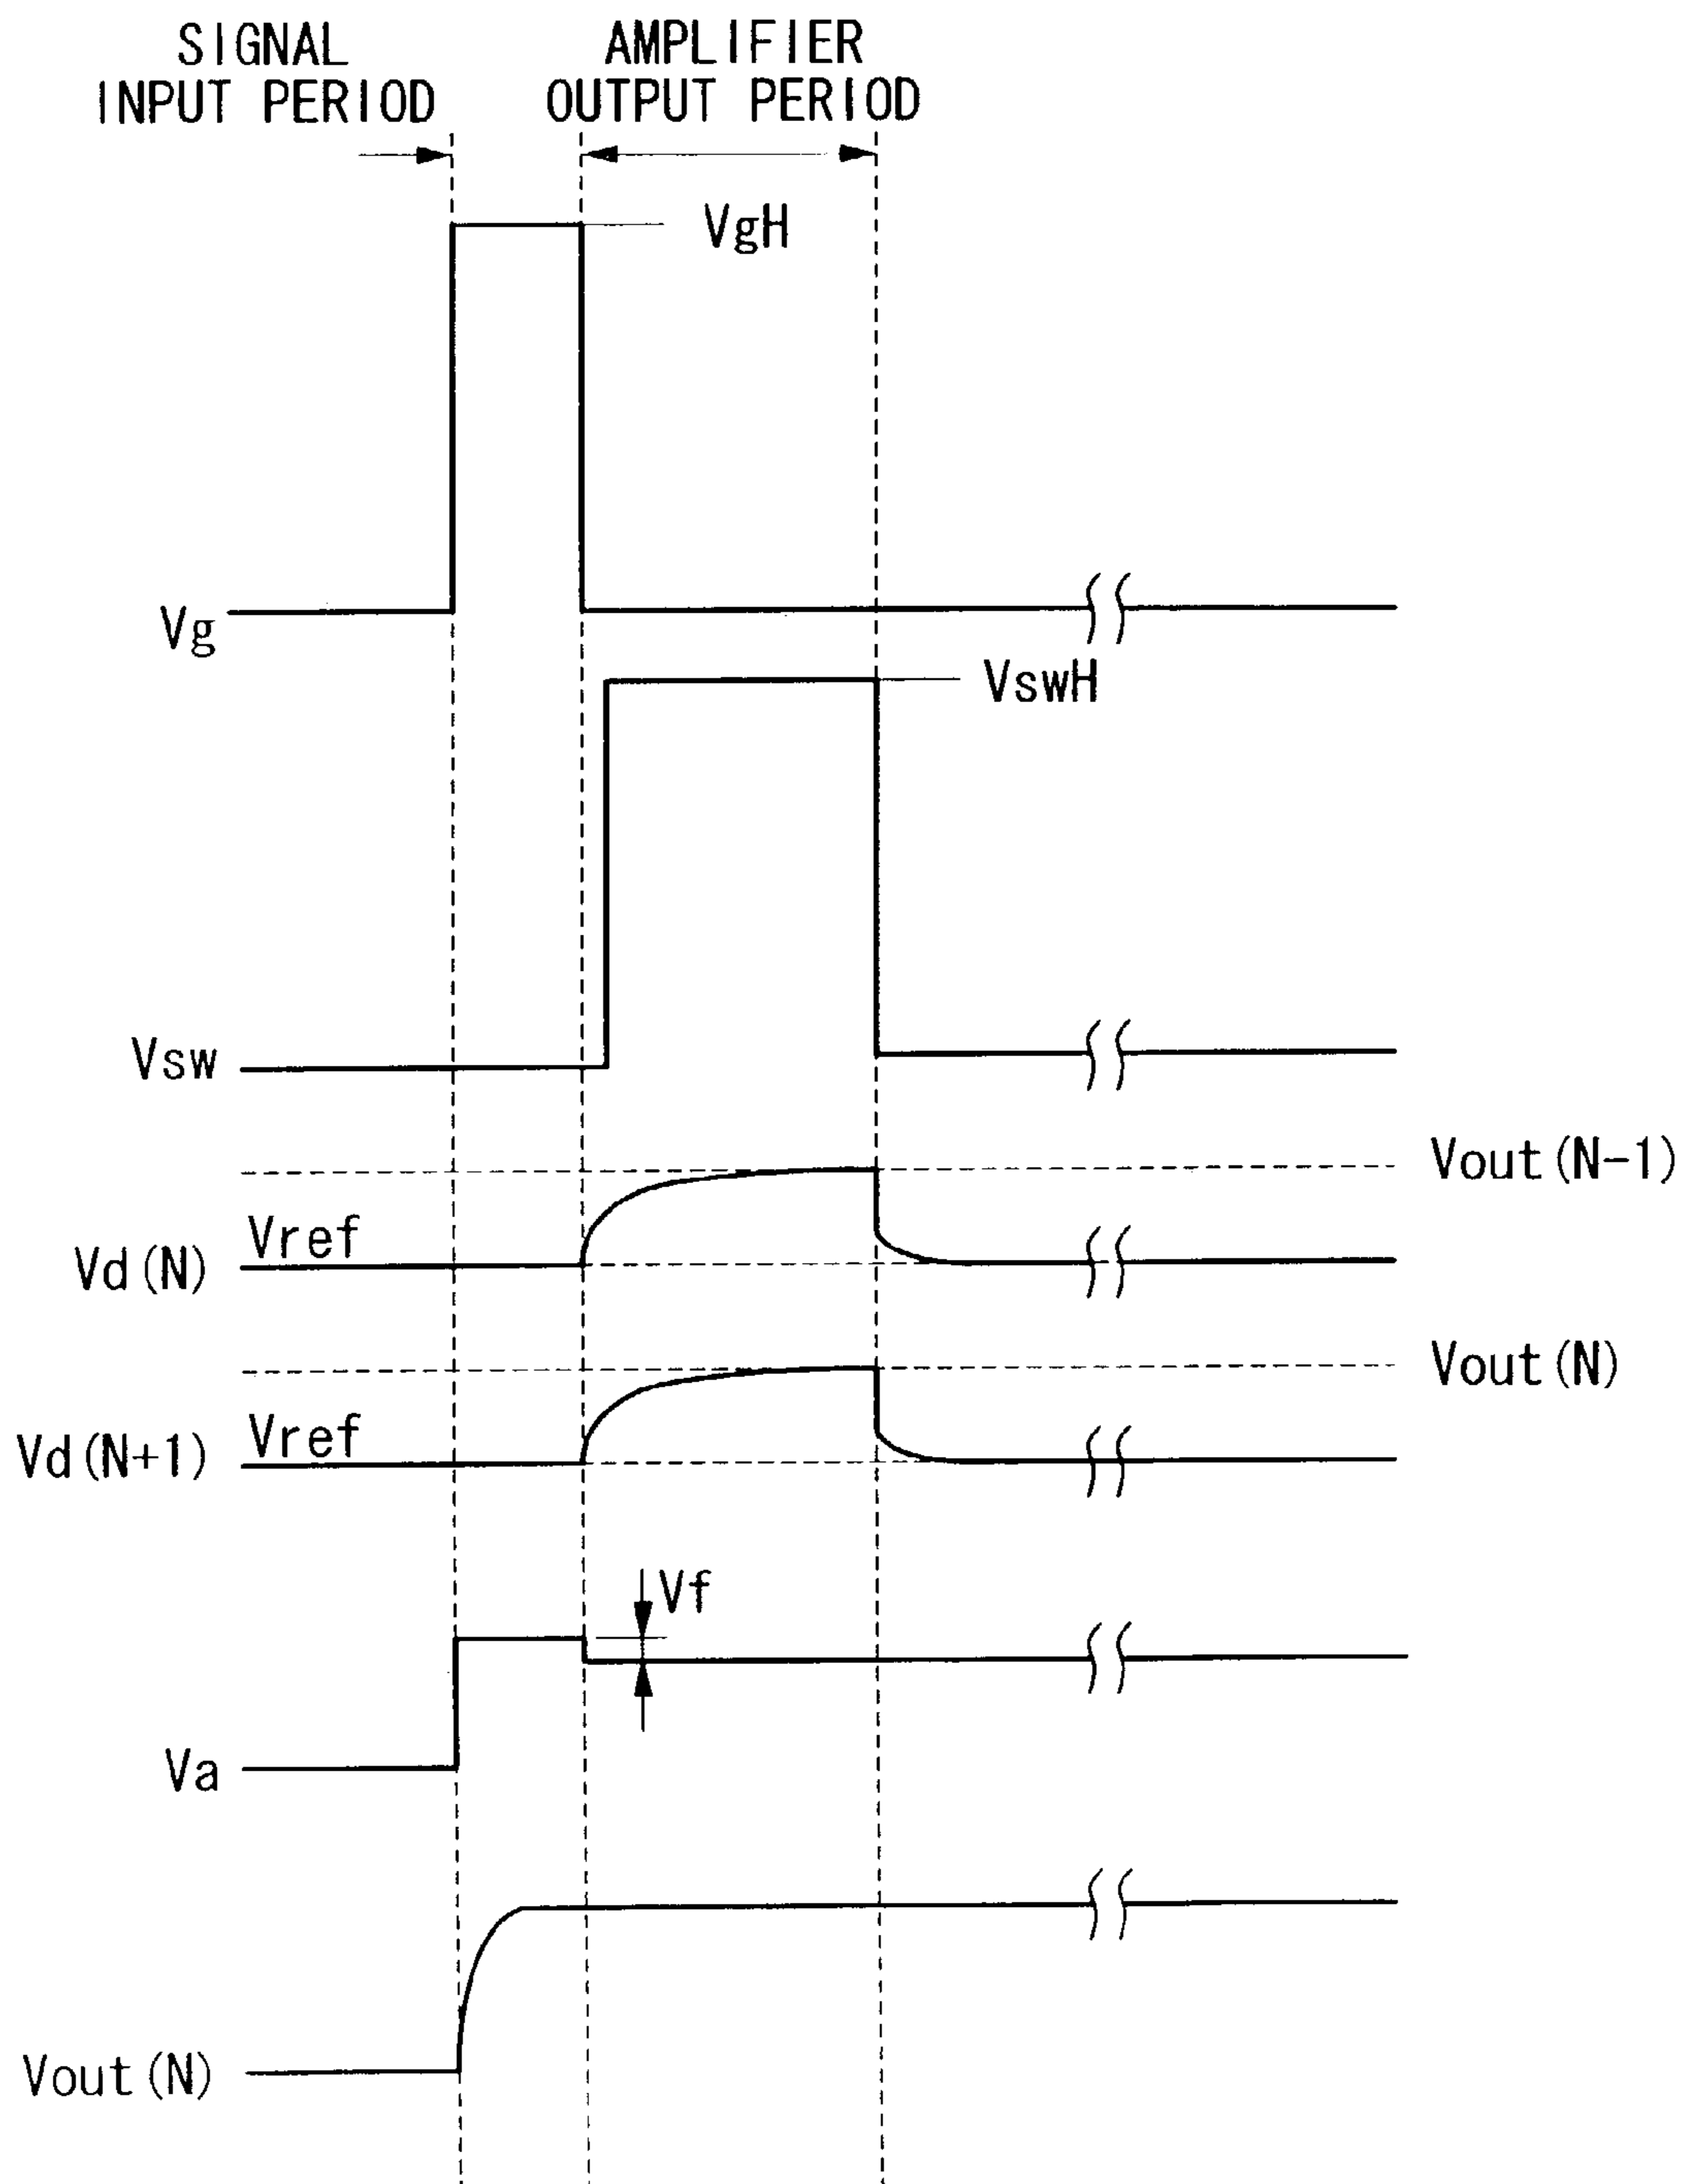 SIGNAL
INPUT PERIOD
AMPLIFIER
OUTPUT PERIOD
VgH
Vg
VswH
Vsw
Vout(N-1)
Vref
Vd(N)
Vout(N)
Vref
Vd(N+1)
Vf
Va
Vout(N)